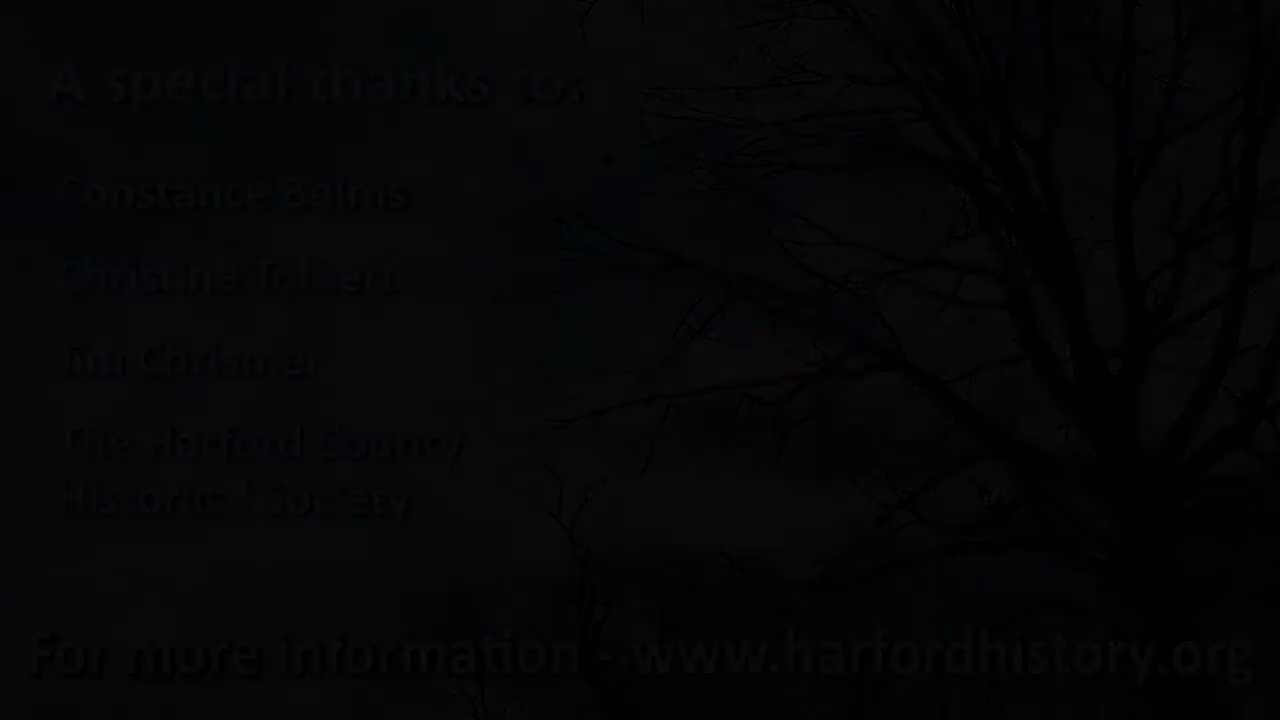 A special thanks to:
Constance Beims
Christine Tolbert
Jim Chrismer
The Harford County
Historical Society
For more information - www.harfordhistory.org